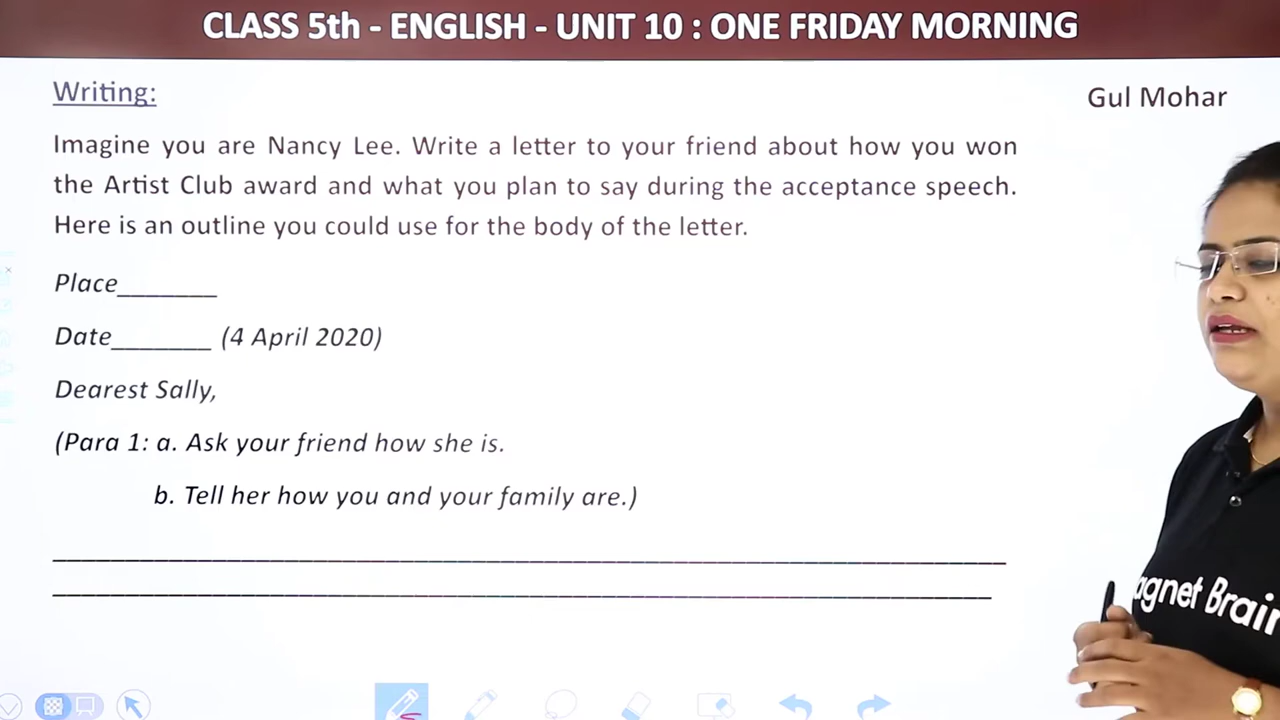 CLASS 5th - ENGLISH - UNIT 10 : ONE FRIDAY MORNING
Writing:
Gul Mohar
Imagine you are Nancy Lee. Write a letter to your friend about how you won
the Artist Club award and what you plan to say during the acceptance speech.
Here is an outline you could use for the body of the letter.
Place_______
Date_______ (4 April 2020)
Dearest Sally,
(Para 1: a. Ask your friend how she is.
b. Tell her how you and your family are.)
agnet Brain